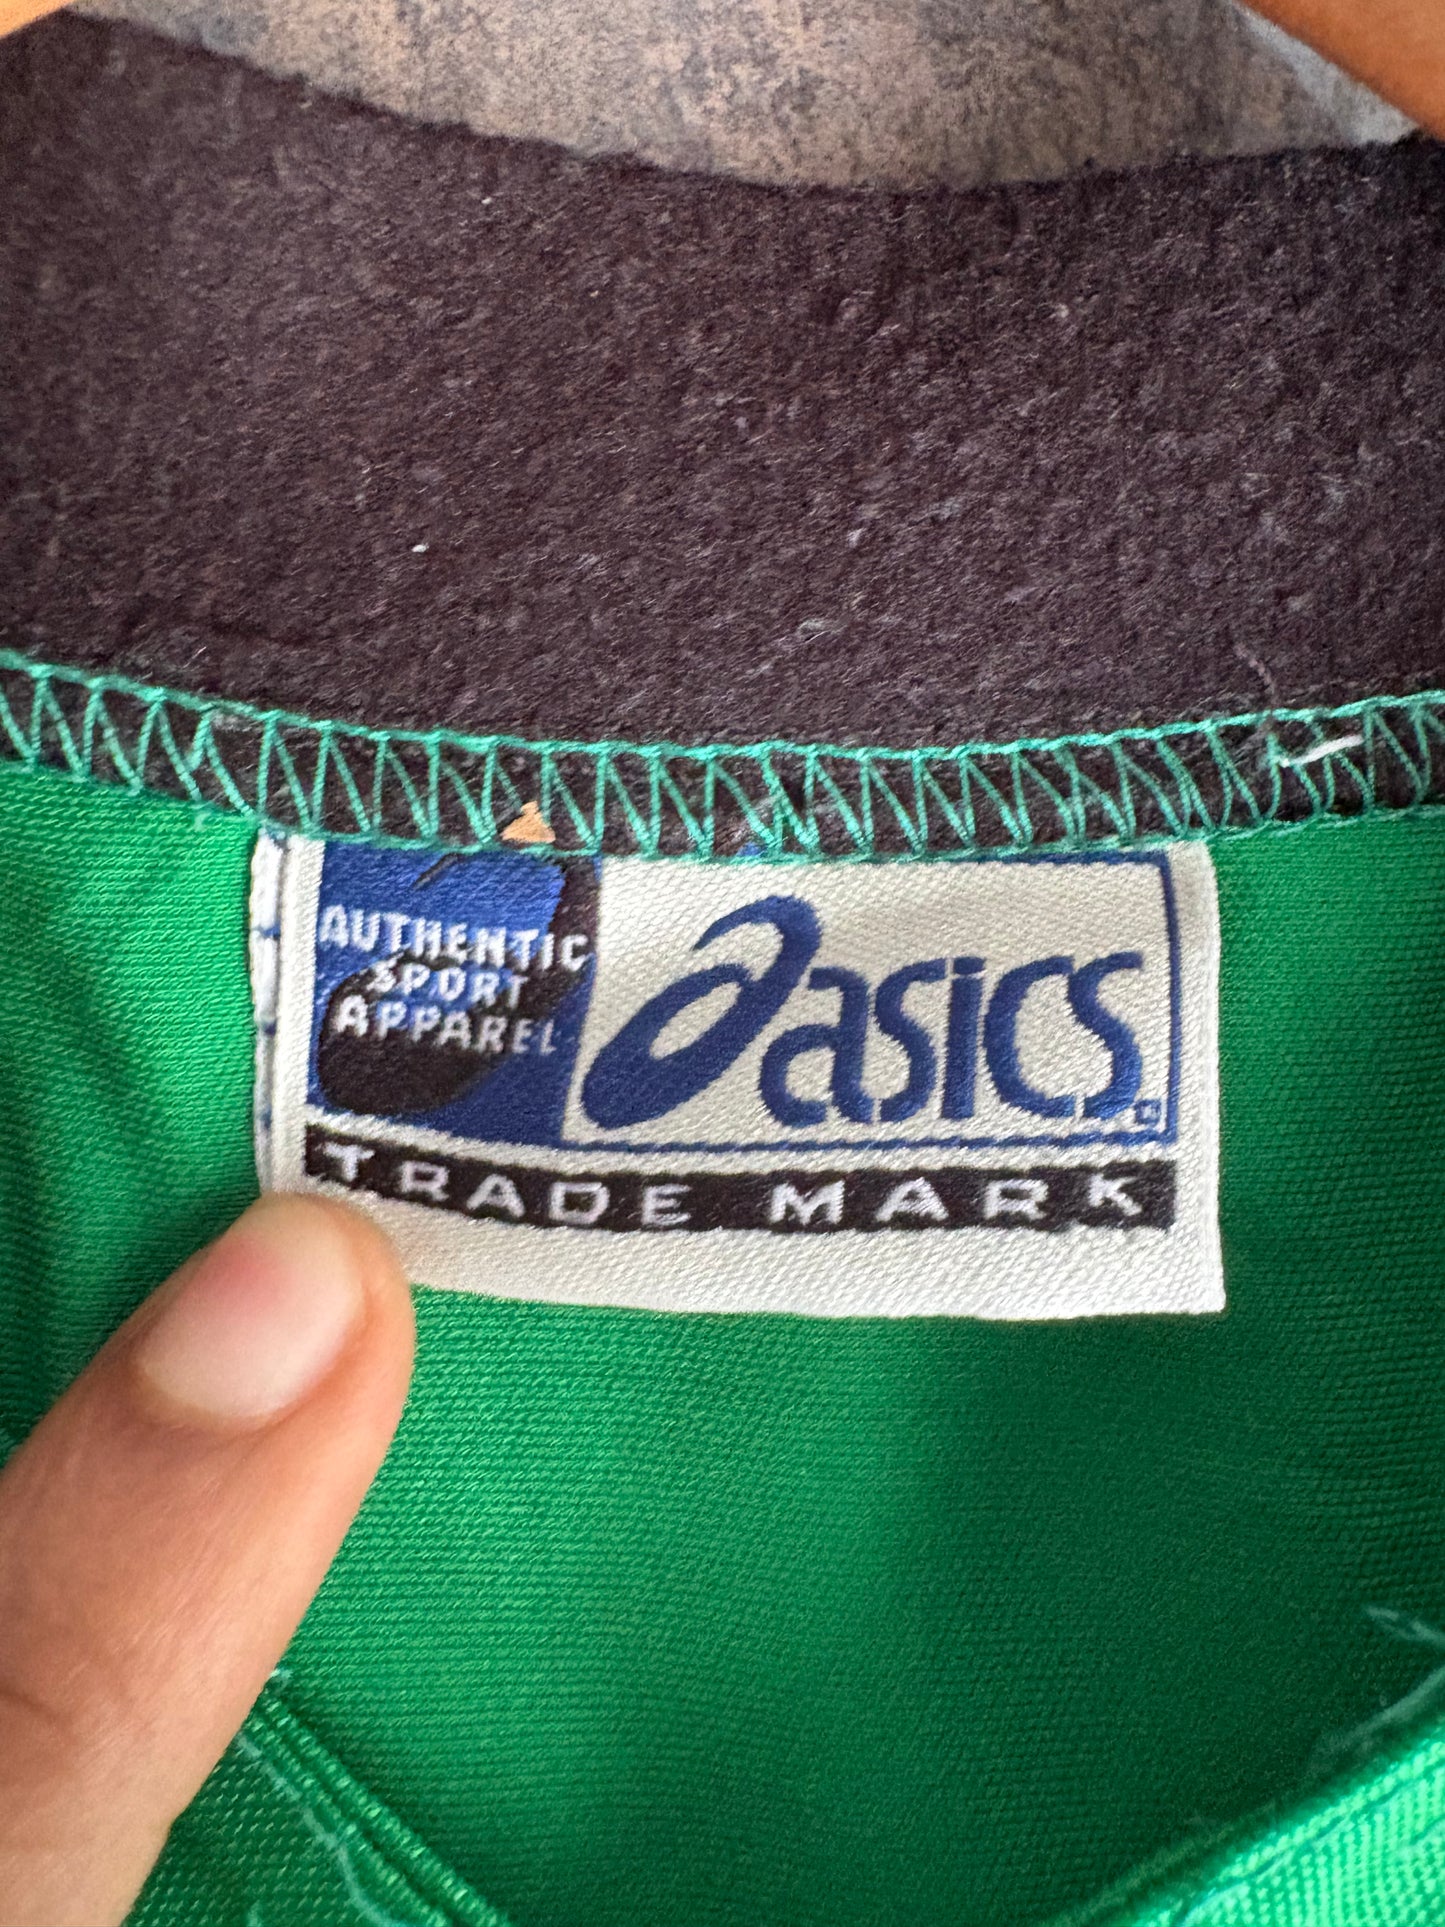 AUTHENTIC
SPORT
APPAREL
asics
TRADE MARK